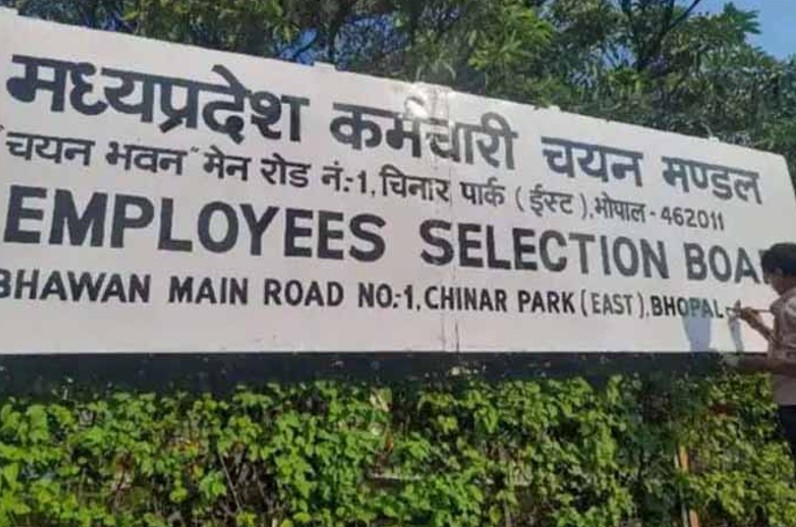 मध्यप्रदेश कर्मचारी चयन मण्डल
"चयन भवन" मेन रोड नं.-1, चिनार पार्क (ईस्ट), भोपाल - 462011
EMPLOYEES SELECTION BOA
BHAWAN MAIN ROAD NO.-1, CHINAR PARK (EAST), BHOPAL-